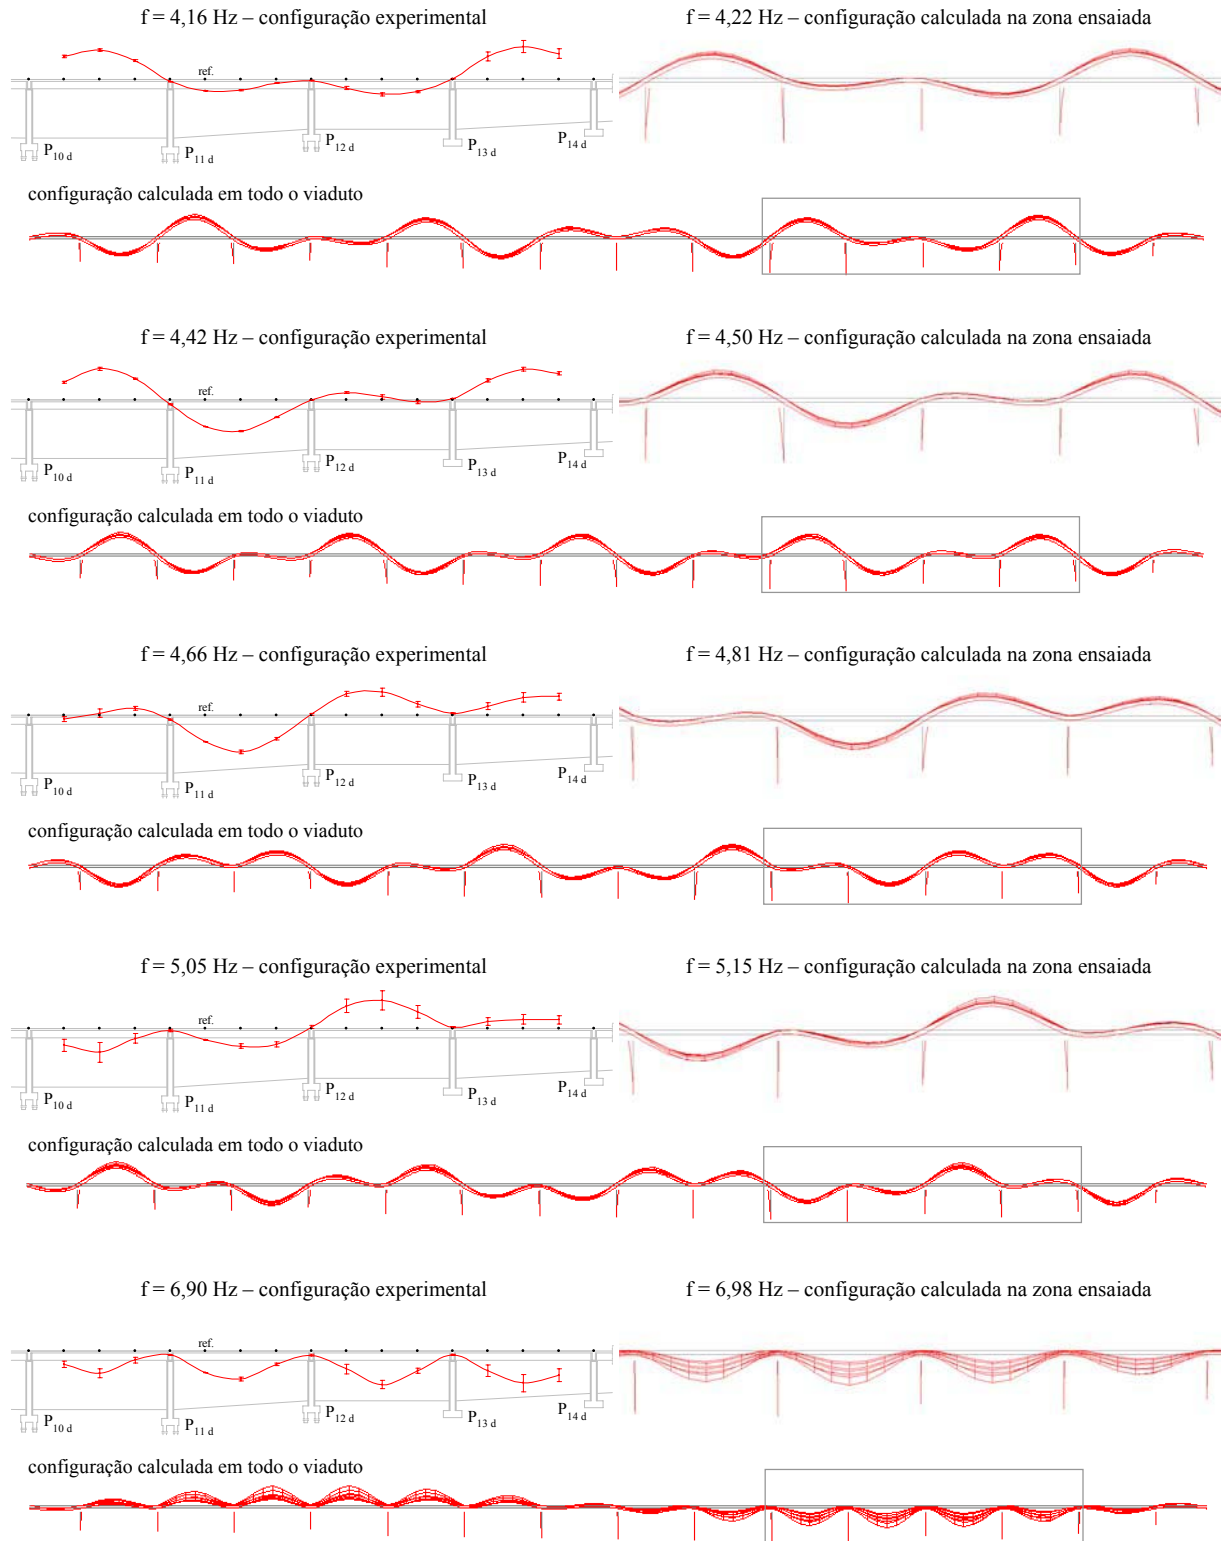 f = 4,16 Hz – configuração experimental
f = 4,22 Hz – configuração calculada na zona ensaiada
ref.
P10 d
P11 d
P12 d
P13 d
P14 d
configuração calculada em todo o viaduto
f = 4,42 Hz – configuração experimental
f = 4,50 Hz – configuração calculada na zona ensaiada
ref.
P10 d
P11 d
P12 d
P13 d
P14 d
configuração calculada em todo o viaduto
f = 4,66 Hz – configuração experimental
f = 4,81 Hz – configuração calculada na zona ensaiada
ref.
P10 d
P11 d
P12 d
P13 d
P14 d
configuração calculada em todo o viaduto
f = 5,05 Hz – configuração experimental
f = 5,15 Hz – configuração calculada na zona ensaiada
ref.
P10 d
P11 d
P12 d
P13 d
P14 d
configuração calculada em todo o viaduto
f = 6,90 Hz – configuração experimental
f = 6,98 Hz – configuração calculada na zona ensaiada
ref.
P10 d
P11 d
P12 d
P13 d
P14 d
configuração calculada em todo o viaduto